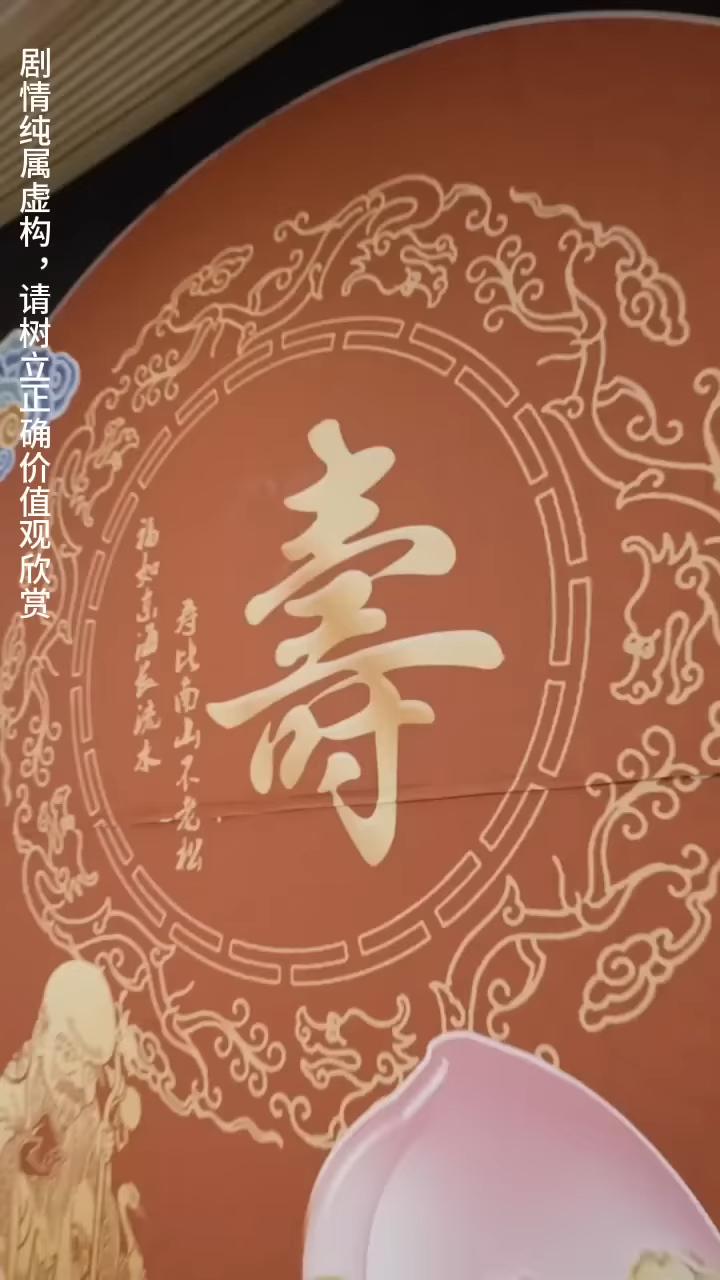 剧情纯属虚构，请树立正确价值观欣赏
壽
福如东海长流水
寿比南山不老松